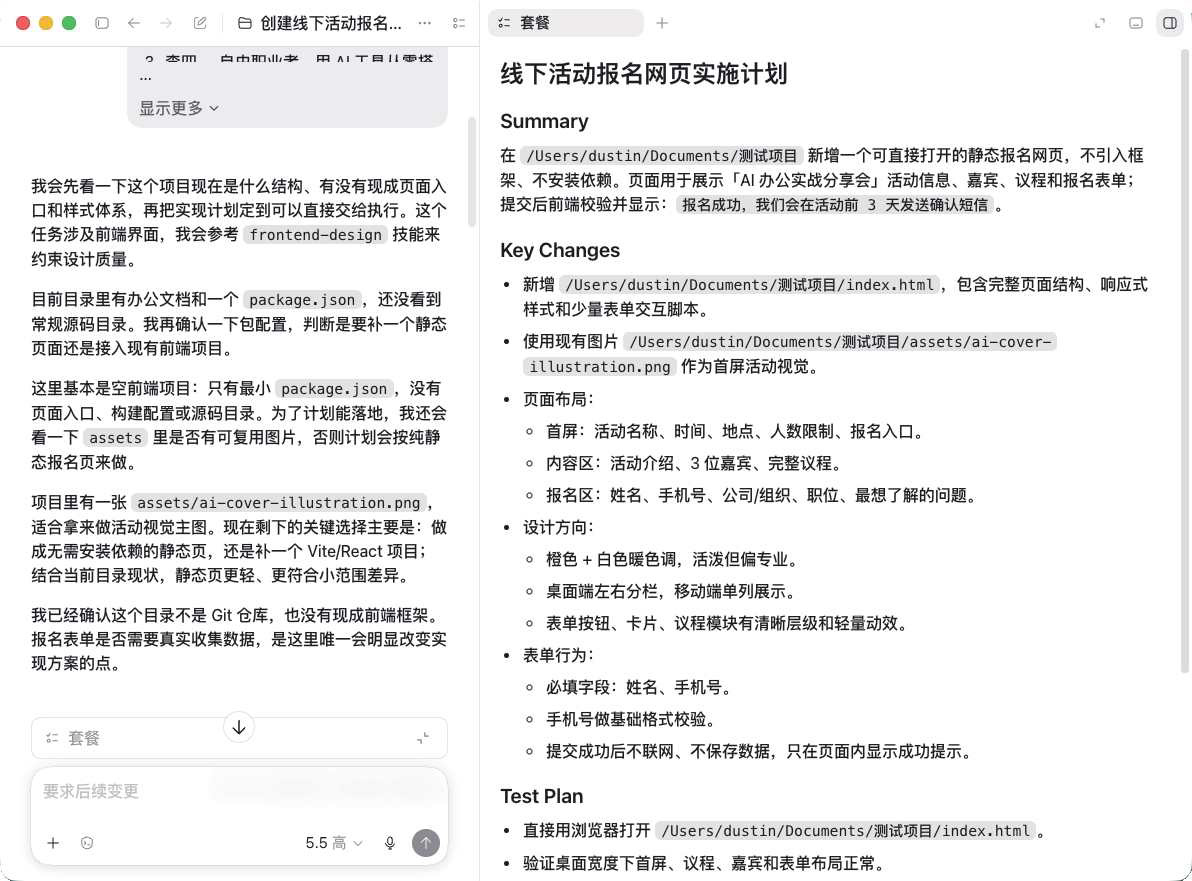 创建线下活动报名...
3. 李四 — 自由职业者，用 AI 工具从零搭
...
显示更多
我会先看一下这个项目现在是什么结构、有没有现成页面入
口和样式体系，再把实现计划定到可以直接交给执行。这个
任务涉及前端界面，我会参考 frontend-design 技能来
约束设计质量。
目前目录里有办公文档和一个 package.json，还没看到
常规源码目录。我再确认一下包配置，判断是要补一个静态
页面还是接入现有前端项目。
这里基本是空前端项目：只有最小 package.json，没有
页面入口、构建配置或源码目录。为了计划能落地，我还会
看一下 assets 里是否有可复用图片，否则计划会按纯静
态报名页来做。
项目里有一张 assets/ai-cover-illustration.png，
适合拿来做活动视觉主图。现在剩下的关键选择主要是：做
成无需安装依赖的静态页，还是补一个 Vite/React 项目；
结合当前目录现状，静态页更轻、更符合小范围差异。
我已经确认这个目录不是 Git 仓库，也没有现成前端框架。
报名表单是否需要真实收集数据，是这里唯一会明显改变实
现方案的点。
套餐
要求后续变更
5.5 高
套餐
线下活动报名网页实施计划
Summary
在 /Users/dustin/Documents/测试项目 新增一个可直接打开的静态报名网页，不引入框
架、不安装依赖。页面用于展示「AI 办公实战分享会」活动信息、嘉宾、议程和报名表单；
提交后前端校验并显示： 报名成功，我们会在活动前 3 天发送确认短信 。
Key Changes
• 新增 /Users/dustin/Documents/测试项目/index.html，包含完整页面结构、响应式
样式和少量表单交互脚本。
• 使用现有图片 /Users/dustin/Documents/测试项目/assets/ai-cover-
illustration.png 作为首屏活动视觉。
• 页面布局：
◦ 首屏：活动名称、时间、地点、人数限制、报名入口。
◦ 内容区：活动介绍、3 位嘉宾、完整议程。
◦ 报名区：姓名、手机号、公司/组织、职位、最想了解的问题。
• 设计方向：
◦ 橙色 + 白色暖色调，活泼但偏专业。
◦ 桌面端左右分栏，移动端单列展示。
◦ 表单按钮、卡片、议程模块有清晰层级和轻量动效。
• 表单行为：
◦ 必填字段：姓名、手机号。
◦ 手机号做基础格式校验。
◦ 提交成功后不联网、不保存数据，只在页面内显示成功提示。
Test Plan
• 直接用浏览器打开 /Users/dustin/Documents/测试项目/index.html 。
• 验证桌面宽度下首屏、议程、嘉宾和表单布局正常。